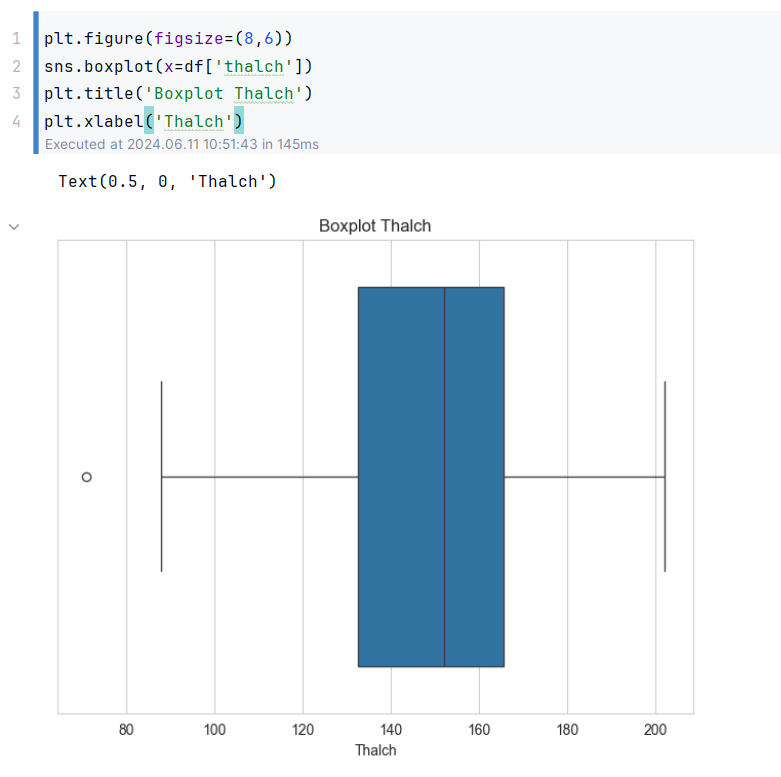 1 plt.figure(figsize=(8,6))
2 sns.boxplot(x=df['thalch'])
3 plt.title('Boxplot Thalch')
4 plt.xlabel('Thalch')
Executed at 2024.06.11 10:51:43 in 145ms
Text(0.5, 0, 'Thalch')
Boxplot Thalch
80 100 120 140 160 180 200
Thalch